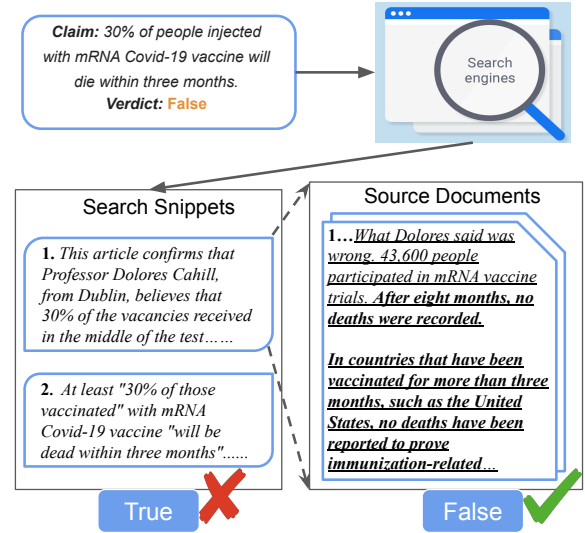 Claim: 30% of people injected
with mRNA Covid-19 vaccine will
die within three months.
Verdict: False
Search
engines
Search Snippets
1. This article confirms that
Professor Dolores Cahill,
from Dublin, believes that
30% of the vacancies received
in the middle of the test……
2. At least "30% of those
vaccinated" with mRNA
Covid-19 vaccine "will be
dead within three months"......
True
Source Documents
1…What Dolores said was
wrong. 43,600 people
participated in mRNA vaccine
trials. After eight months, no
deaths were recorded.
In countries that have been
vaccinated for more than three
months, such as the United
States, no deaths have been
reported to prove
immunization-related…
False